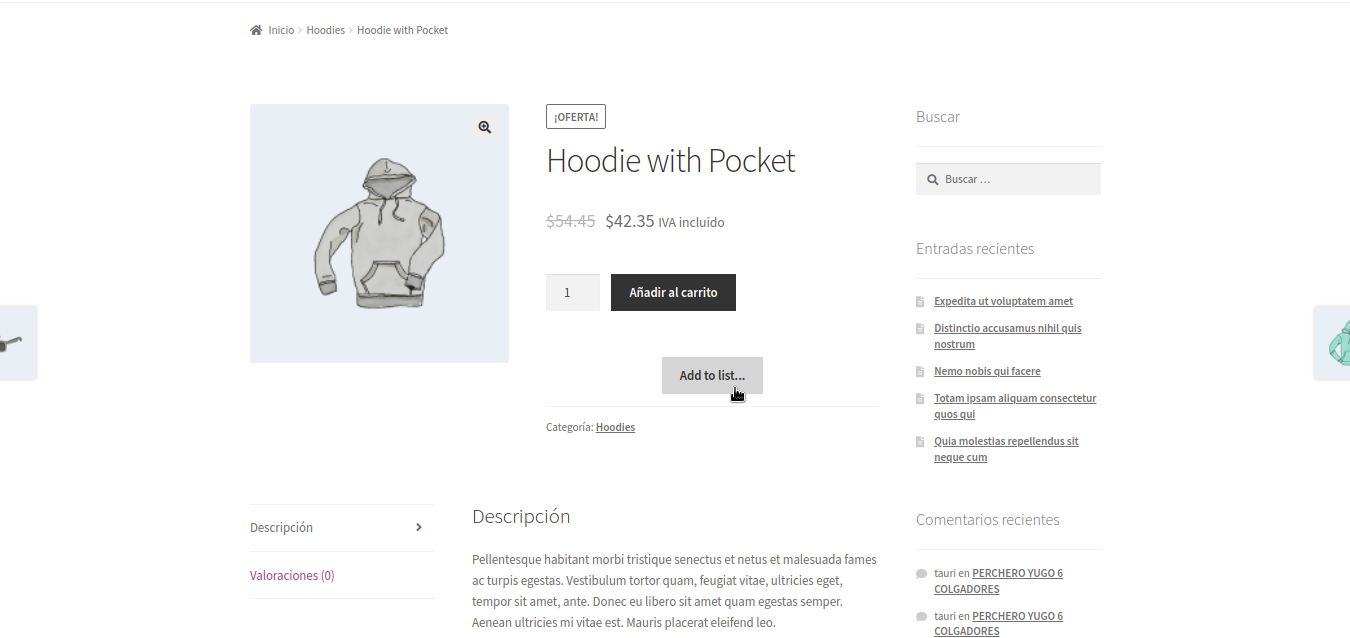 Inicio › Hoodies › Hoodie with Pocket
¡OFERTA!
Hoodie with Pocket
$54.45 $42.35 IVA incluido
1 Añadir al carrito
Add to list...
Categoría: Hoodies
Descripción
Valoraciones (0)
Descripción
Pellentesque habitant morbi tristique senectus et netus et malesuada fames
ac turpis egestas. Vestibulum tortor quam, feugiat vitae, ultricies eget,
tempor sit amet, ante. Donec eu libero sit amet quam egestas semper.
Aenean ultricies mi vitae est. Mauris placerat eleifend leo.
Buscar
Buscar …
Entradas recientes
Expedita ut voluptatem amet
Distinctio accusamus nihil quis
nostrum
Nemo nobis qui facere
Totam ipsam aliquam consectetur
quos qui
Quia molestias repellendus sit
neque cum
Comentarios recientes
tauri en PERCHERO YUGO 6
COLGADORES
tauri en PERCHERO YUGO 6
COLGADORES